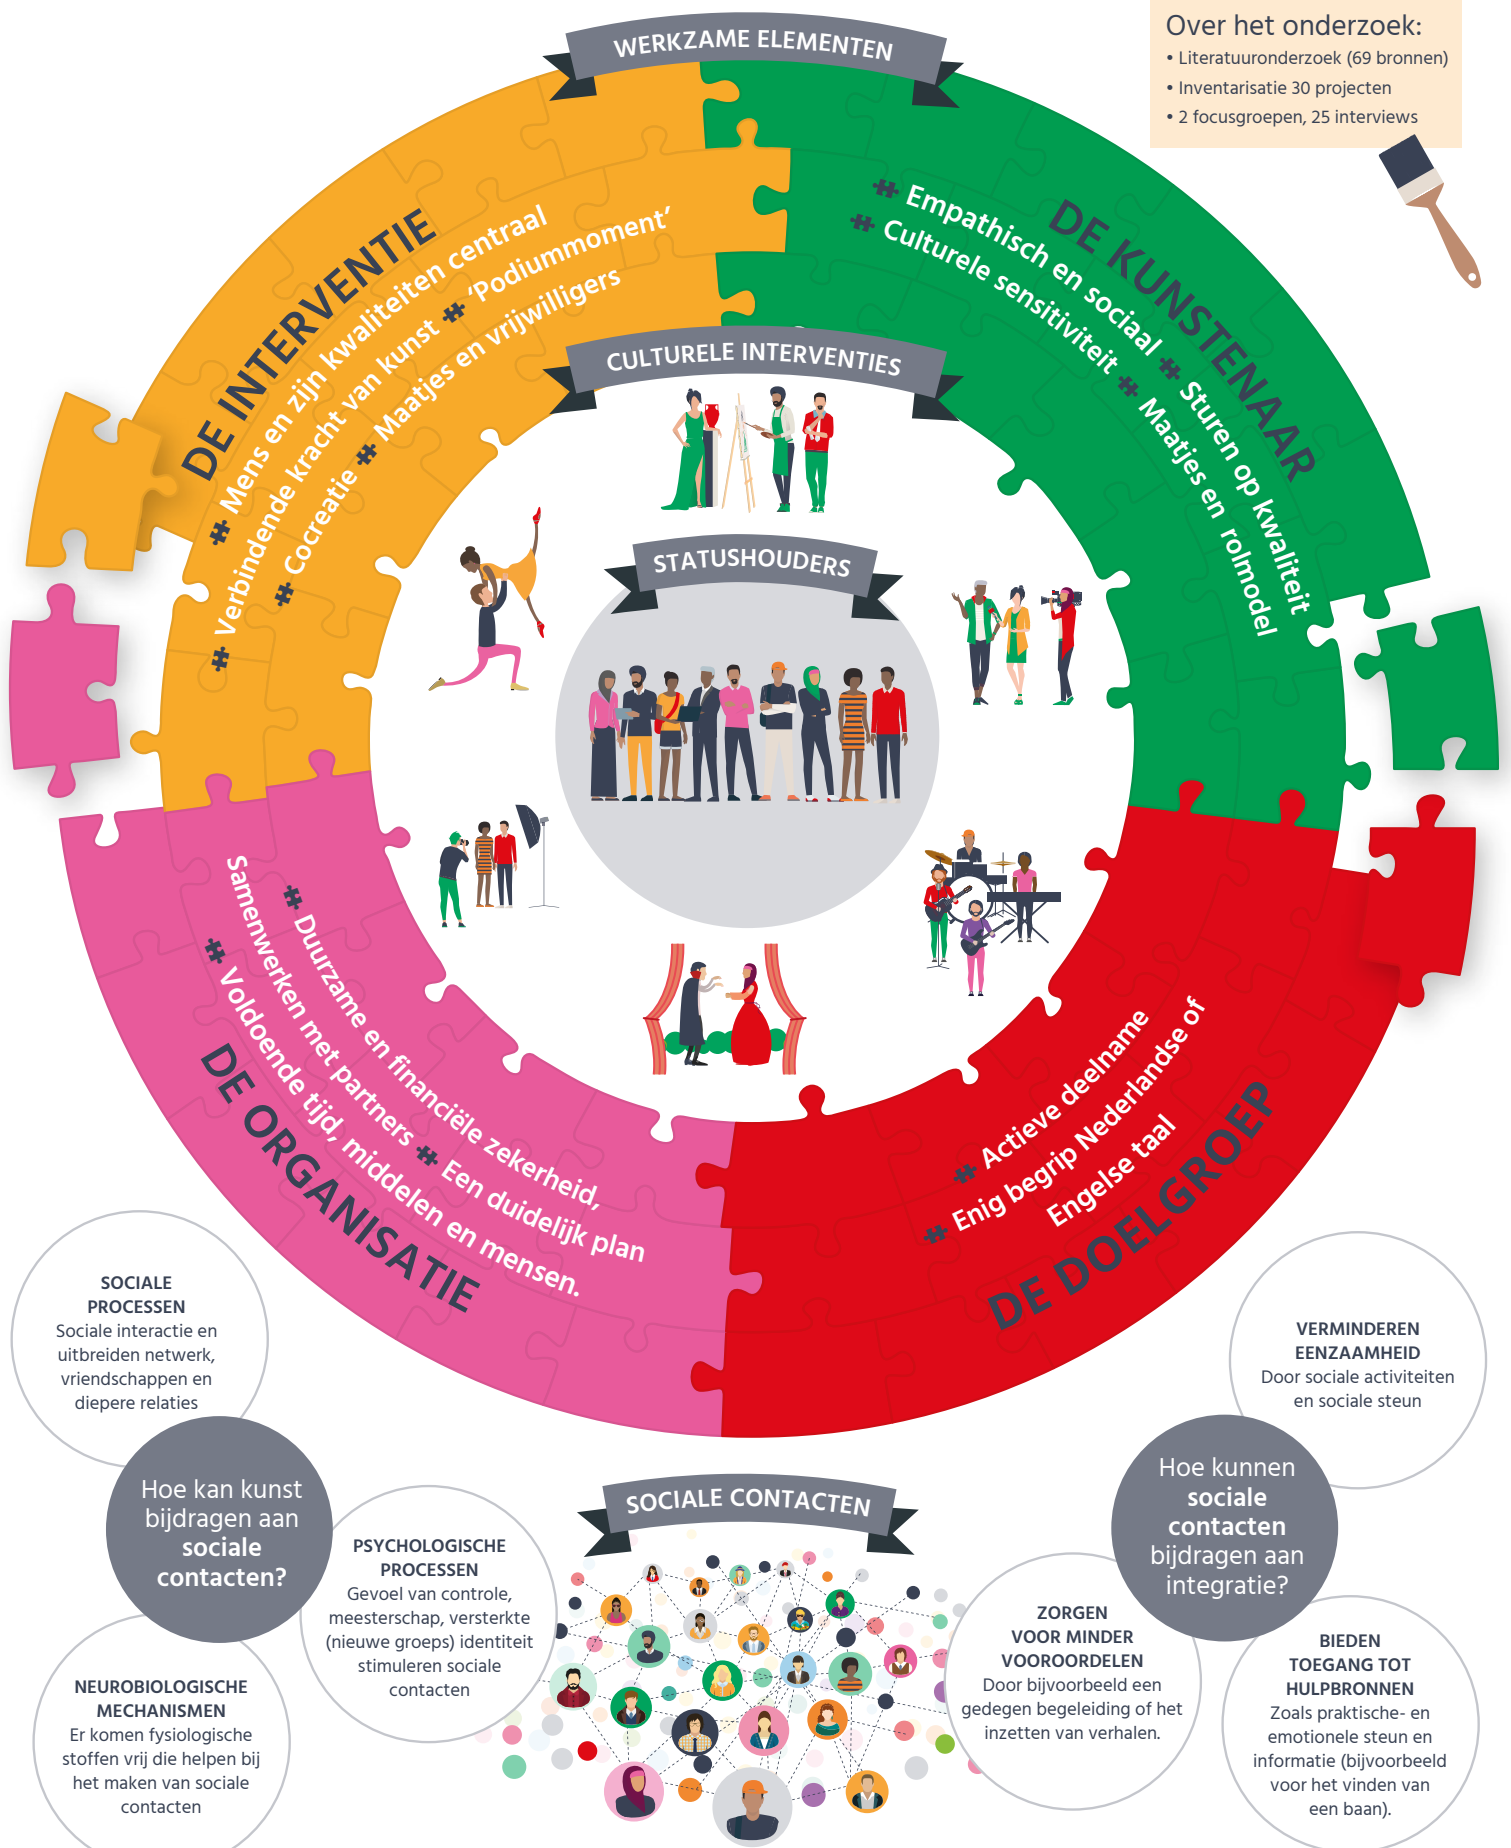 WERKZAME ELEMENTEN
Over het onderzoek:
• Literatuuronderzoek (69 bronnen)
• Inventarisatie 30 projecten
• 2 focusgroepen, 25 interviews
DE INTERVENTIE
Mens en zijn kwaliteiten centraal
Verbindende kracht van kunst 'Podiummoment'
Cocreatie Maatjes en vrijwilligers
DE KUNSTENAAR
Empathisch en sociaal Sturen op kwaliteit
Culturele sensitiviteit Maatjes en rolmodel
CULTURELE INTERVENTIES
STATUSHOUDERS
Duurzame en financiële zekerheid,
Samenwerken met partners Een duidelijk plan
Voldoende tijd, middelen en mensen.
DE ORGANISATIE
Actieve deelname
Enig begrip Nederlandse of
Engelse taal
DE DOELGROEP
SOCIALE
PROCESSEN
Sociale interactie en
uitbreiden netwerk,
vriendschappen en
diepere relaties
Hoe kan kunst
bijdragen aan
sociale
contacten?
PSYCHOLOGISCHE
PROCESSEN
Gevoel van controle,
meesterschap, versterkte
(nieuwe groeps) identiteit
stimuleren sociale
contacten
NEUROBIOLOGISCHE
MECHANISMEN
Er komen fysiologische
stoffen vrij die helpen bij
het maken van sociale
contacten
SOCIALE CONTACTEN
VERMINDEREN
EENZAAMHEID
Door sociale activiteiten
en sociale steun
Hoe kunnen
sociale
contacten
bijdragen aan
integratie?
ZORGEN
VOOR MINDER
VOOROORDELEN
Door bijvoorbeeld een
gedegen begeleiding of het
inzetten van verhalen.
BIEDEN
TOEGANG TOT
HULPBRONNEN
Zoals praktische- en
emotionele steun en
informatie (bijvoorbeeld
voor het vinden van
een baan).